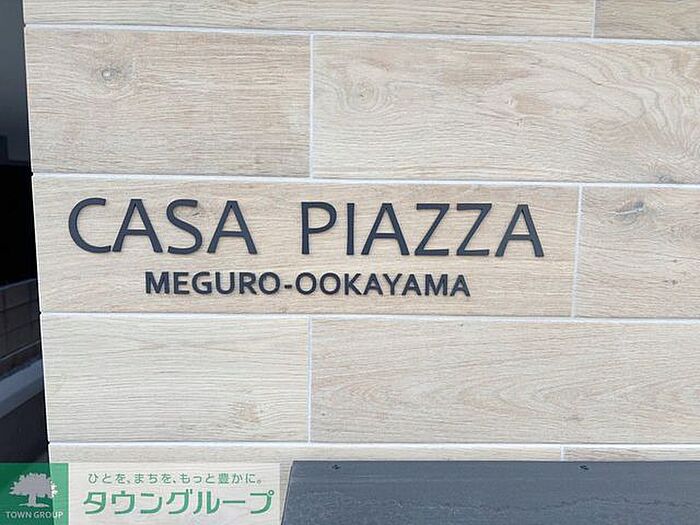 CASA PIAZZA
MEGURO-OOKAYAMA
ひとを、まちを、もっと豊かに。
タウングループ
TOWN GROUP